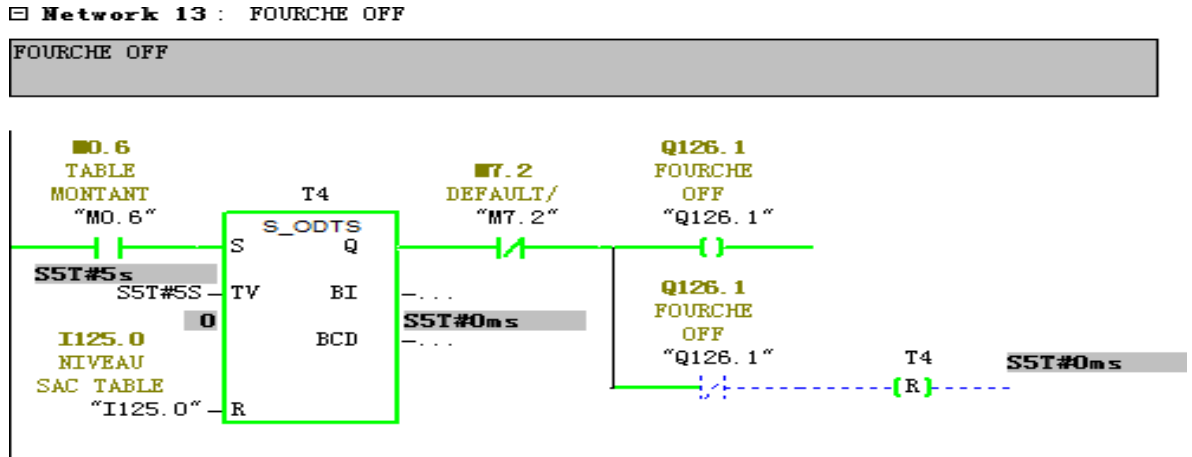 Network 13 : FOURCHE OFF
FOURCHE OFF
M0.6
TABLE
MONTANT
"M0.6"
T4
S_ODTS
S Q
M7.2
DEFAULT/
"M7.2"
Q126.1
FOURCHE
OFF
"Q126.1"
S5T#5s
S5T#5S TV BI ...
0 S5T#0ms
BCD ...
I125.0
NIVEAU
SAC TABLE
"I125.0" R
Q126.1
FOURCHE
OFF
"Q126.1"
T4
R
S5T#0ms